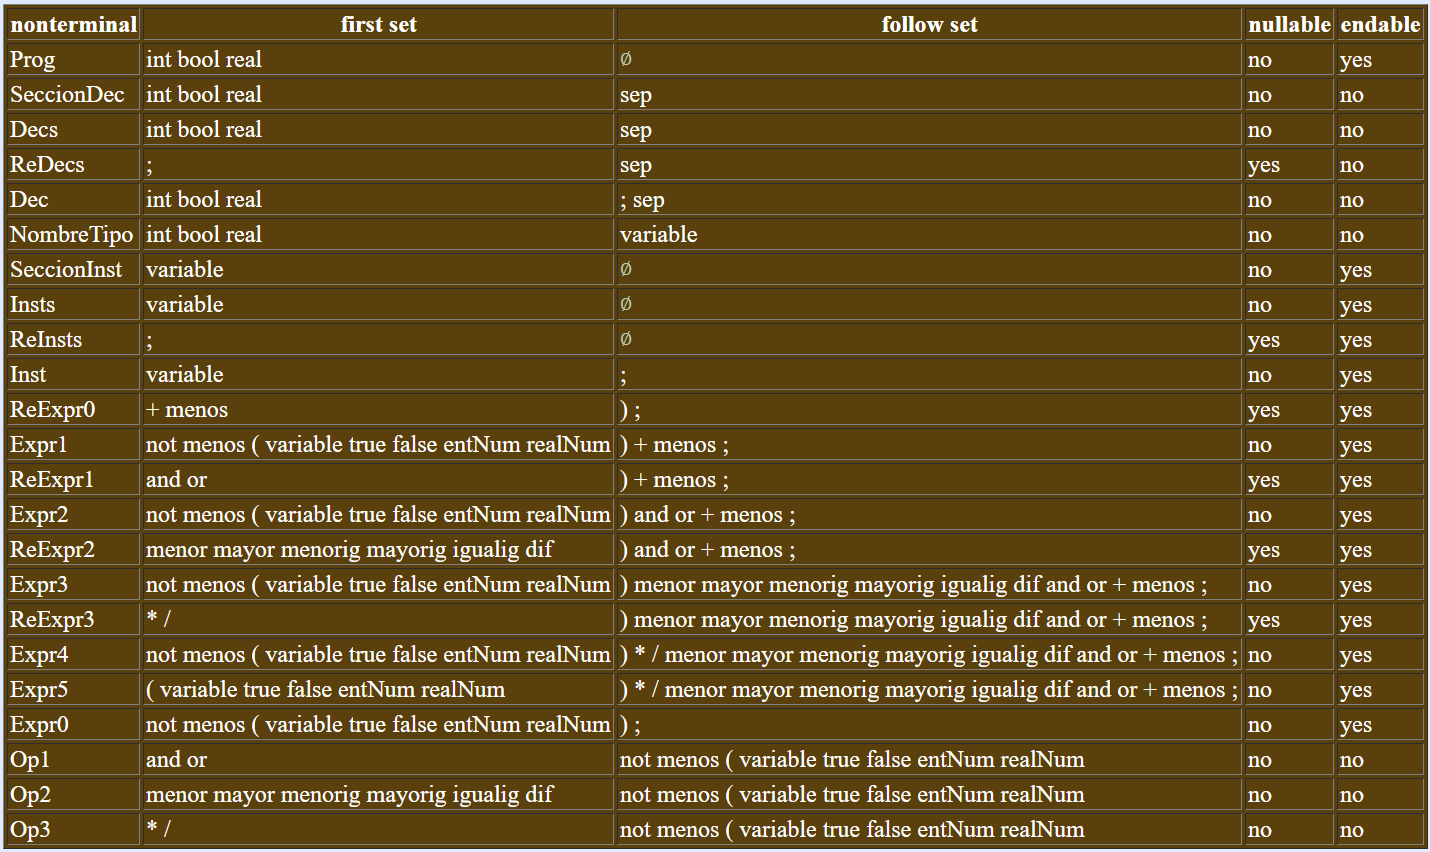 nonterminal first set follow set nullable endable
Prog int bool real ∅ no yes
SeccionDec int bool real sep no no
Decs int bool real sep no no
ReDecs ; sep yes no
Dec int bool real ; sep no no
NombreTipo int bool real variable no no
SeccionInst variable ∅ no yes
Insts variable ∅ no yes
ReInsts ; ∅ yes yes
Inst variable ; no yes
ReExpr0 + menos ) ; yes yes
Expr1 not menos ( variable true false entNum realNum ) + menos ; no yes
ReExpr1 and or ) + menos ; yes yes
Expr2 not menos ( variable true false entNum realNum ) and or + menos ; no yes
ReExpr2 menor mayor menorig mayorig igualig dif ) and or + menos ; yes yes
Expr3 not menos ( variable true false entNum realNum ) menor mayor menorig mayorig igualig dif and or + menos ; no yes
ReExpr3 * / ) menor mayor menorig mayorig igualig dif and or + menos ; yes yes
Expr4 not menos ( variable true false entNum realNum ) * / menor mayor menorig mayorig igualig dif and or + menos ; no yes
Expr5 ( variable true false entNum realNum ) * / menor mayor menorig mayorig igualig dif and or + menos ; no yes
Expr0 not menos ( variable true false entNum realNum ) ; no yes
Op1 and or not menos ( variable true false entNum realNum no no
Op2 menor mayor menorig mayorig igualig dif not menos ( variable true false entNum realNum no no
Op3 * / not menos ( variable true false entNum realNum no no